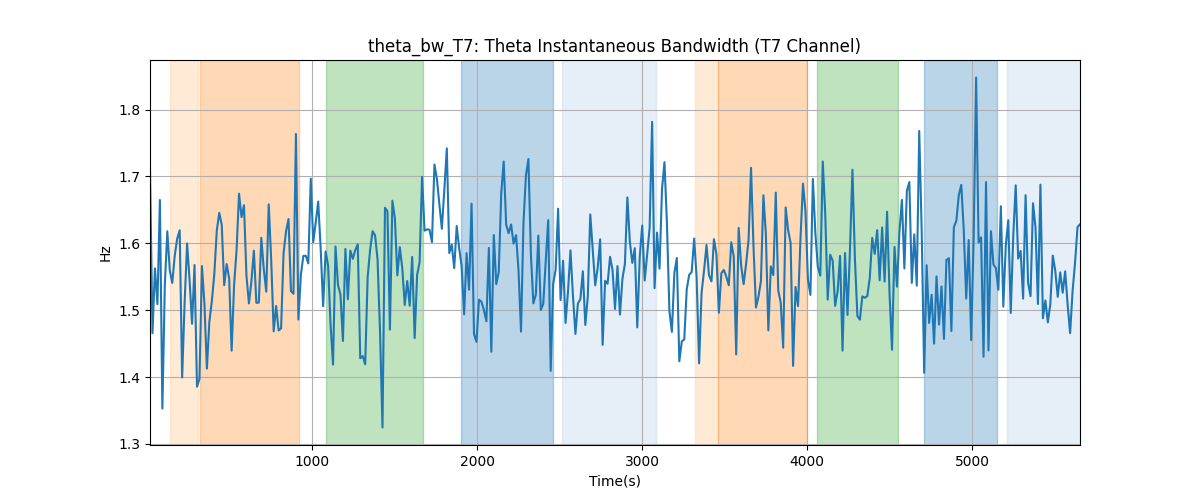 theta_bw_T7: Theta Instantaneous Bandwidth (T7 Channel)
Hz
1.8
1.7
1.6
1.5
1.4
1.3
1000 2000 3000 4000 5000
Time(s)